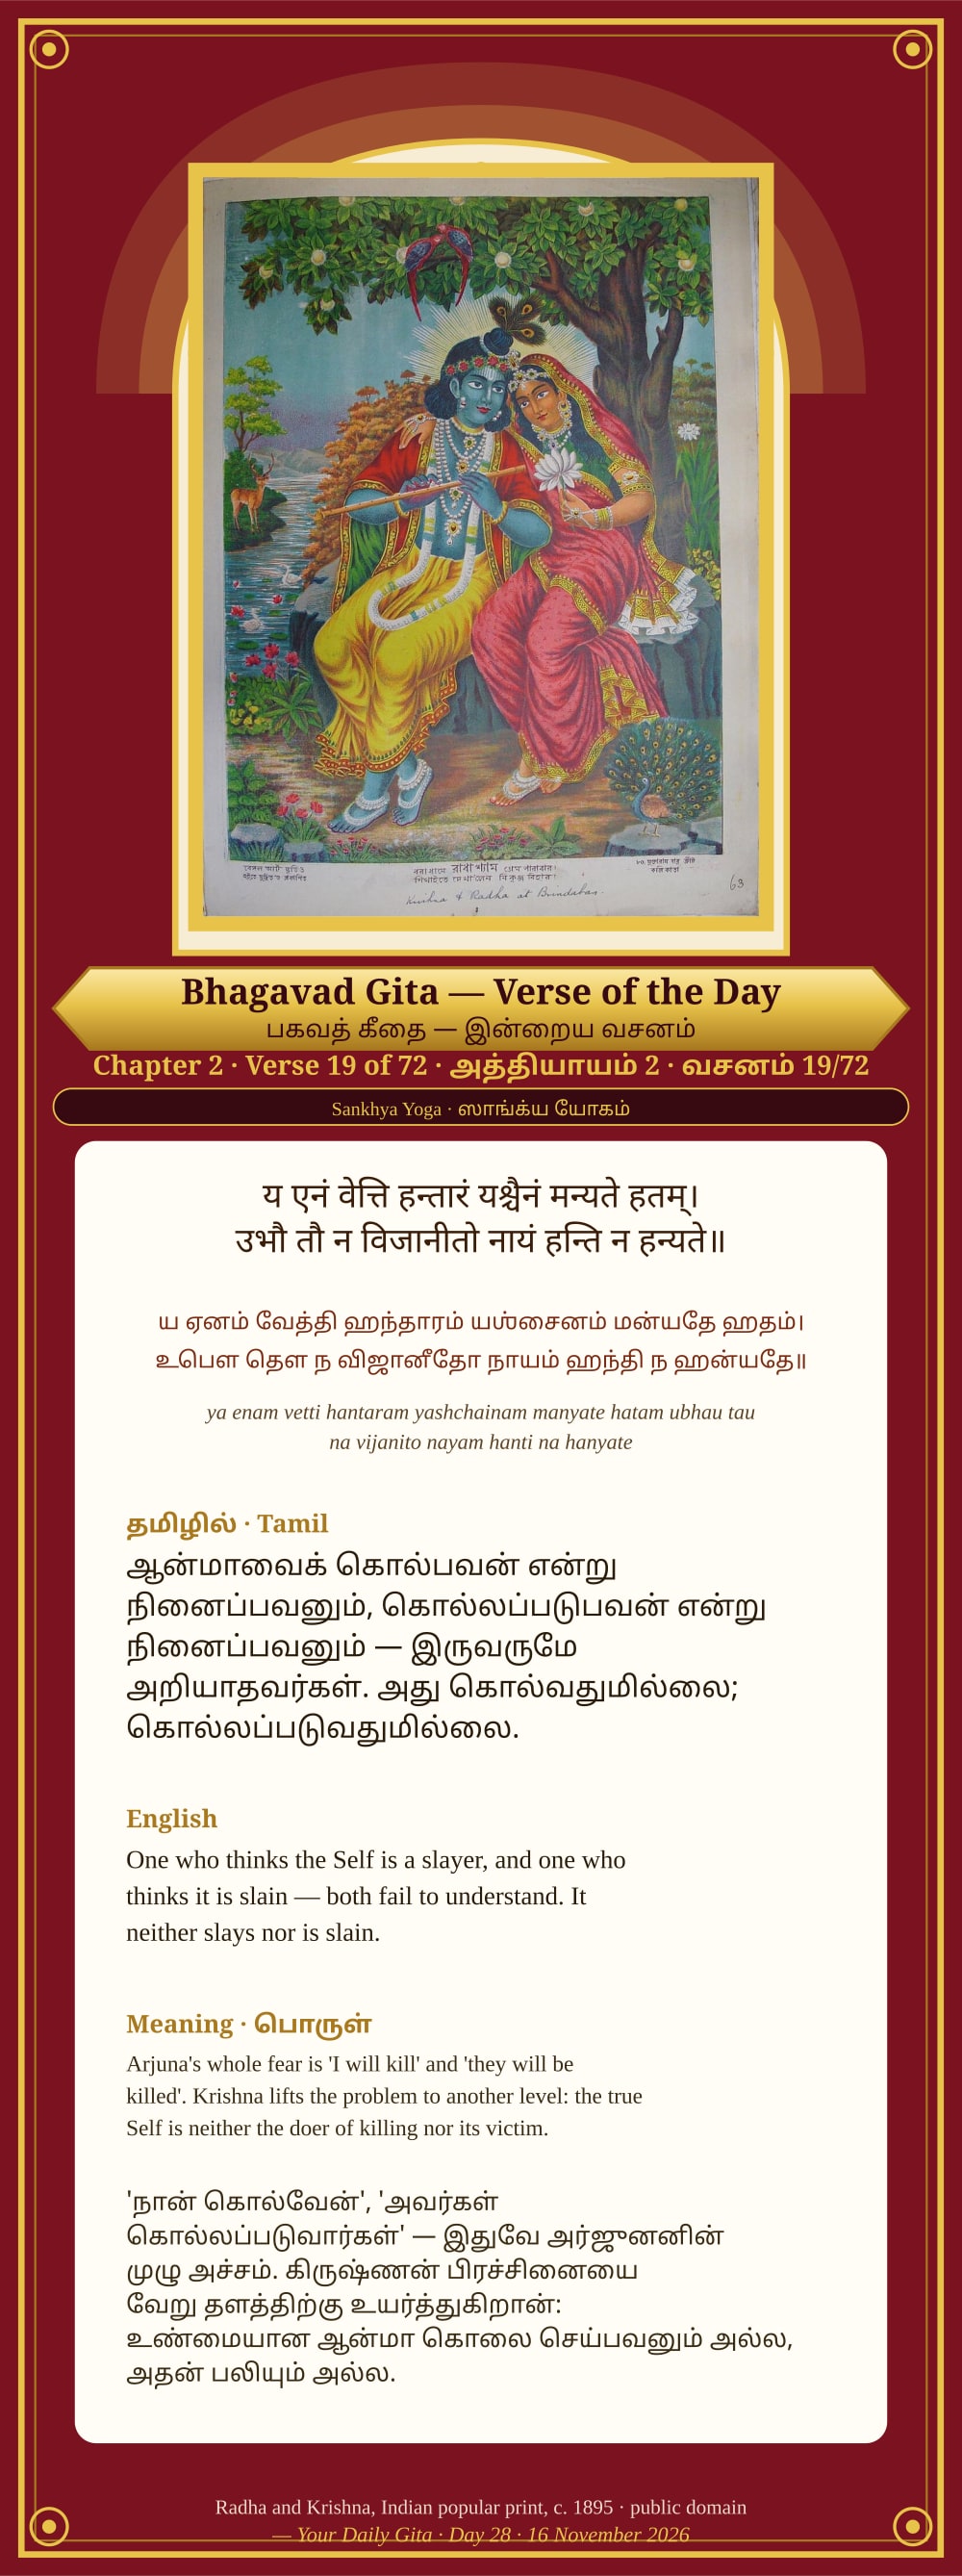 রাধা শ্যাম
Krishna & Radha at Brindaban.
63
Bhagavad Gita — Verse of the Day
பகவத் கீதை — இன்றைய வசனம்
Chapter 2 · Verse 19 of 72 · அத்தியாயம் 2 · வசனம் 19/72
Sankhya Yoga · ஸாங்க்ய யோகம்
य एनं वेत्ति हन्तारं यश्चैनं मन्यते हतम्।
उभौ तौ न विजानीतो नायं हन्ति न हन्यते॥
ய ஏனம் வேத்தி ஹந்தாரம் யஶ்சைனம் மன்யதே ஹதம்।
உபௌ தௌ ந விஜானீதோ நாயம் ஹந்தி ந ஹன்யதே॥
ya enam vetti hantaram yashchainam manyate hatam ubhau tau
na vijanito nayam hanti na hanyate
தமிழில் · Tamil
ஆன்மாவைக் கொல்பவன் என்று
நினைப்பவனும், கொல்லப்படுபவன் என்று
நினைப்பவனும் — இருவருமே
அறியாதவர்கள். அது கொல்வதுமில்லை;
கொல்லப்படுவதுமில்லை.
English
One who thinks the Self is a slayer, and one who
thinks it is slain — both fail to understand. It
neither slays nor is slain.
Meaning · பொருள்
Arjuna's whole fear is 'I will kill' and 'they will be
killed'. Krishna lifts the problem to another level: the true
Self is neither the doer of killing nor its victim.
'நான் கொல்வேன்', 'அவர்கள்
கொல்லப்படுவார்கள்' — இதுவே அர்ஜுனனின்
முழு அச்சம். கிருஷ்ணன் பிரச்சினையை
வேறு தளத்திற்கு உயர்த்துகிறான்:
உண்மையான ஆன்மா கொலை செய்பவனும் அல்ல,
அதன் பலியும் அல்ல.
Radha and Krishna, Indian popular print, c. 1895 · public domain
— Your Daily Gita · Day 28 · 16 November 2026